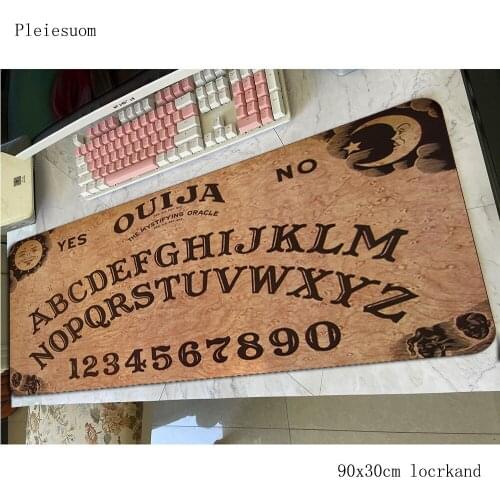 Pleiesuom
YES
OUIJA
NO
THE MYSTIFYING ORACLE
ABCDEFGHIJKLM
NOPQRSTUVWXYZ
1234567890
90x30cm locrkand